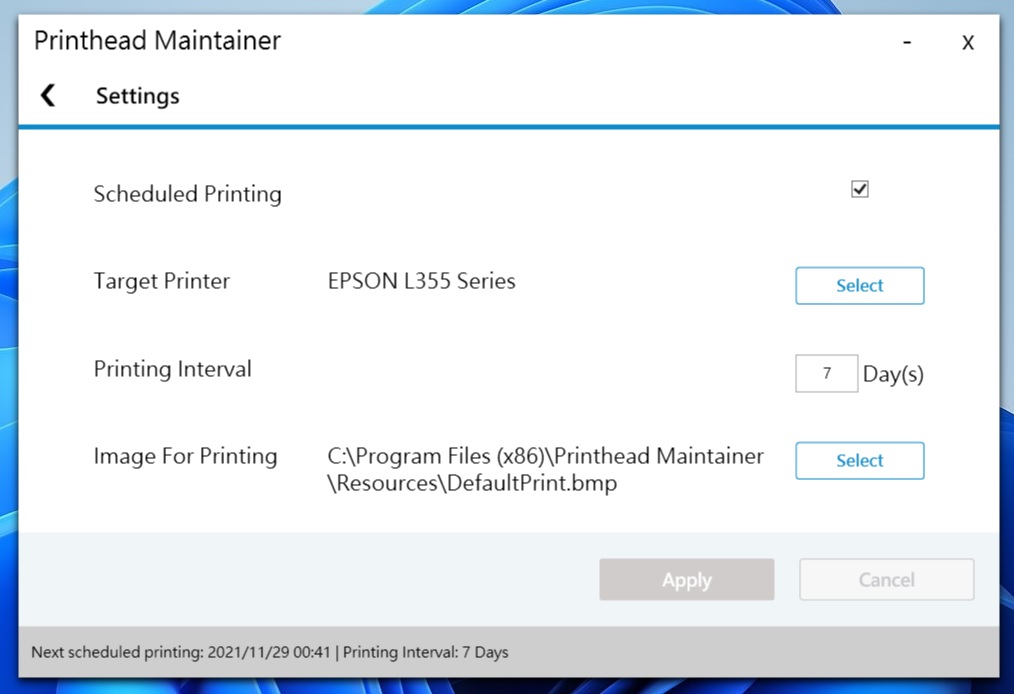 Printhead Maintainer
- X
Settings
Scheduled Printing
Target Printer EPSON L355 Series Select
Printing Interval 7 Day(s)
Image For Printing C:\Program Files (x86)\Printhead Maintainer Select
\Resources\DefaultPrint.bmp
Apply Cancel
Next scheduled printing: 2021/11/29 00:41 | Printing Interval: 7 Days